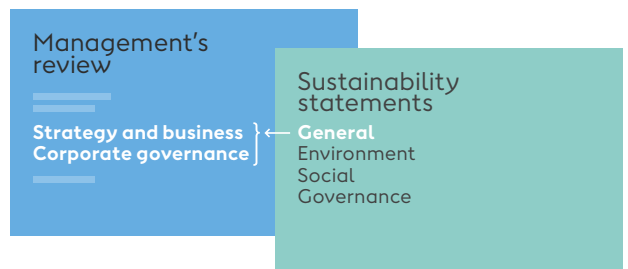 Management's
review
Strategy and business
Corporate governance
Sustainability
statements
General
Environment
Social
Governance